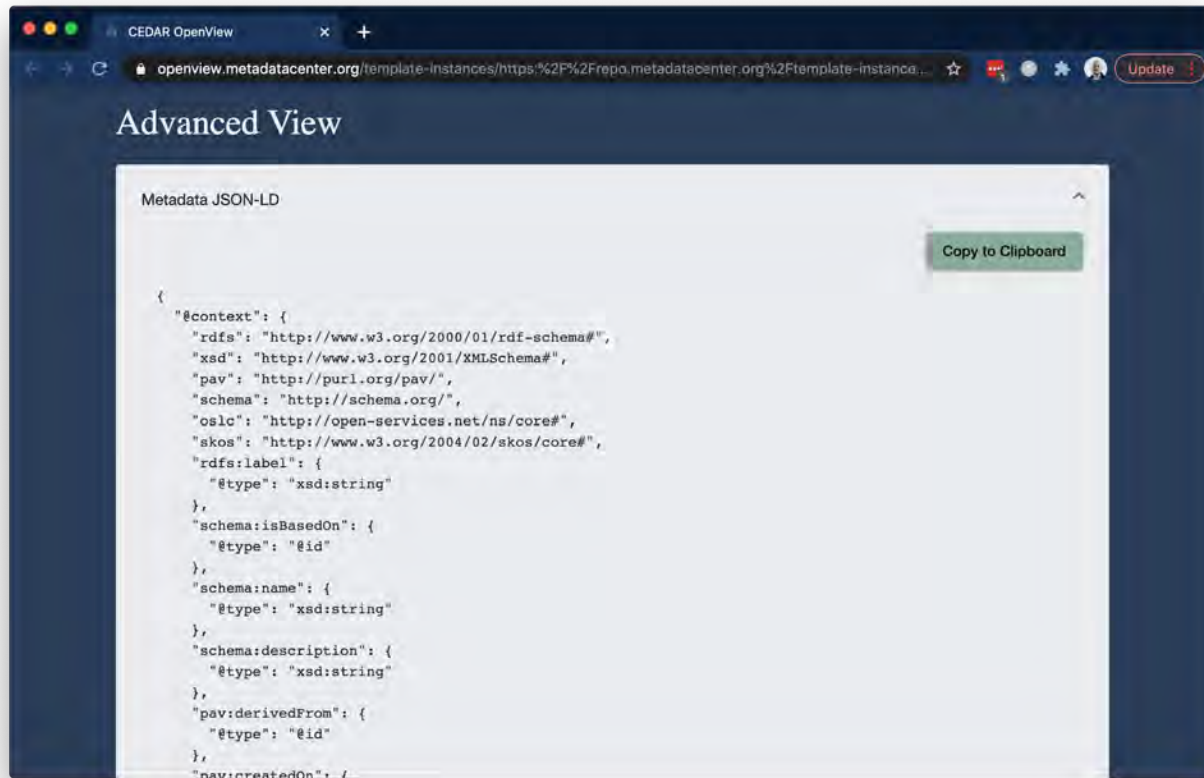 CEDAR OpenView
openview.metadatacenter.org/template-instances/https:%2F%2Frepo.metadatacenter.org%2Ftemplate-instance...
Update
Advanced View
Metadata JSON-LD
Copy to Clipboard
{
"@context": {
"rdfs": "http://www.w3.org/2000/01/rdf-schema#",
"xsd": "http://www.w3.org/2001/XMLSchema#",
"pav": "http://purl.org/pav/",
"schema": "http://schema.org/",
"oslc": "http://open-services.net/ns/core#",
"skos": "http://www.w3.org/2004/02/skos/core#",
"rdfs:label": {
"@type": "xsd:string"
},
"schema:isBasedOn": {
"@type": "@id"
},
"schema:name": {
"@type": "xsd:string"
},
"schema:description": {
"@type": "xsd:string"
},
"pav:derivedFrom": {
"@type": "@id"
},
"pav:createdOn": {